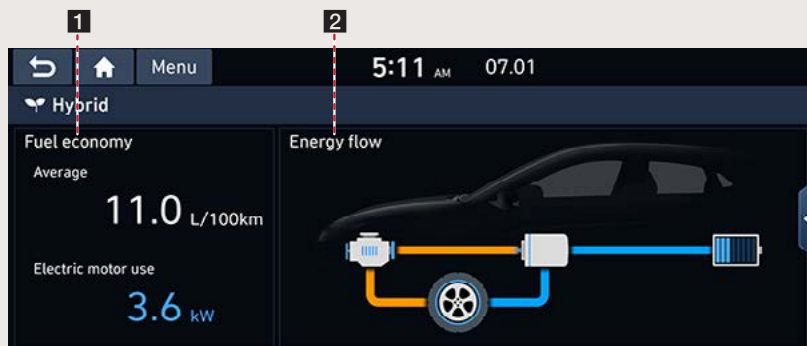 1 2
Menu 5:11 AM 07.01
Hybrid
Fuel economy Energy flow
Average
11.0 L/100km
Electric motor use
3.6 kW